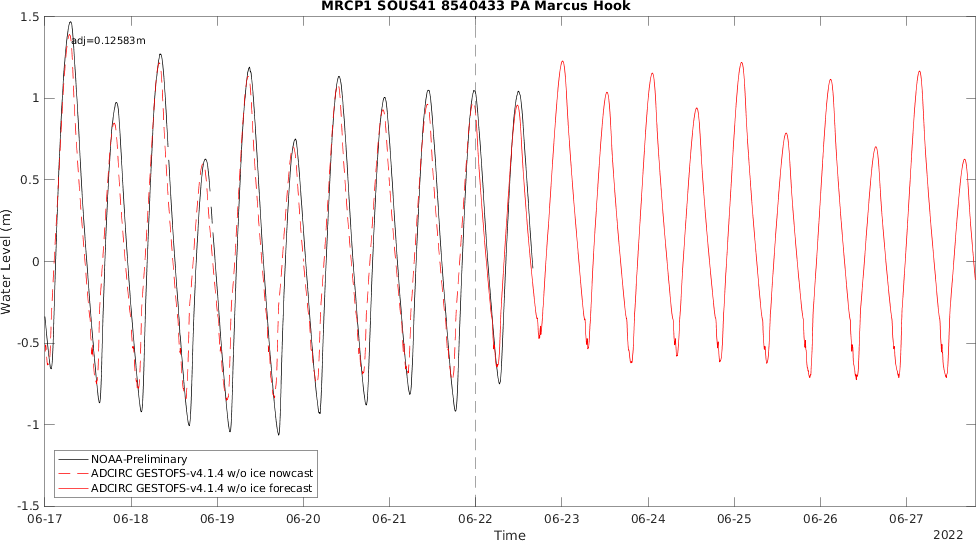 MRCP1 SOUS41 8540433 PA Marcus Hook
adj=0.12583m
1.5
1
0.5
0
-0.5
-1
-1.5
Water Level (m)
NOAA-Preliminary
ADCIRC GESTOFS-v4.1.4 w/o ice nowcast
ADCIRC GESTOFS-v4.1.4 w/o ice forecast
06-17 06-18 06-19 06-20 06-21 06-22 06-23 06-24 06-25 06-26 06-27
Time
2022